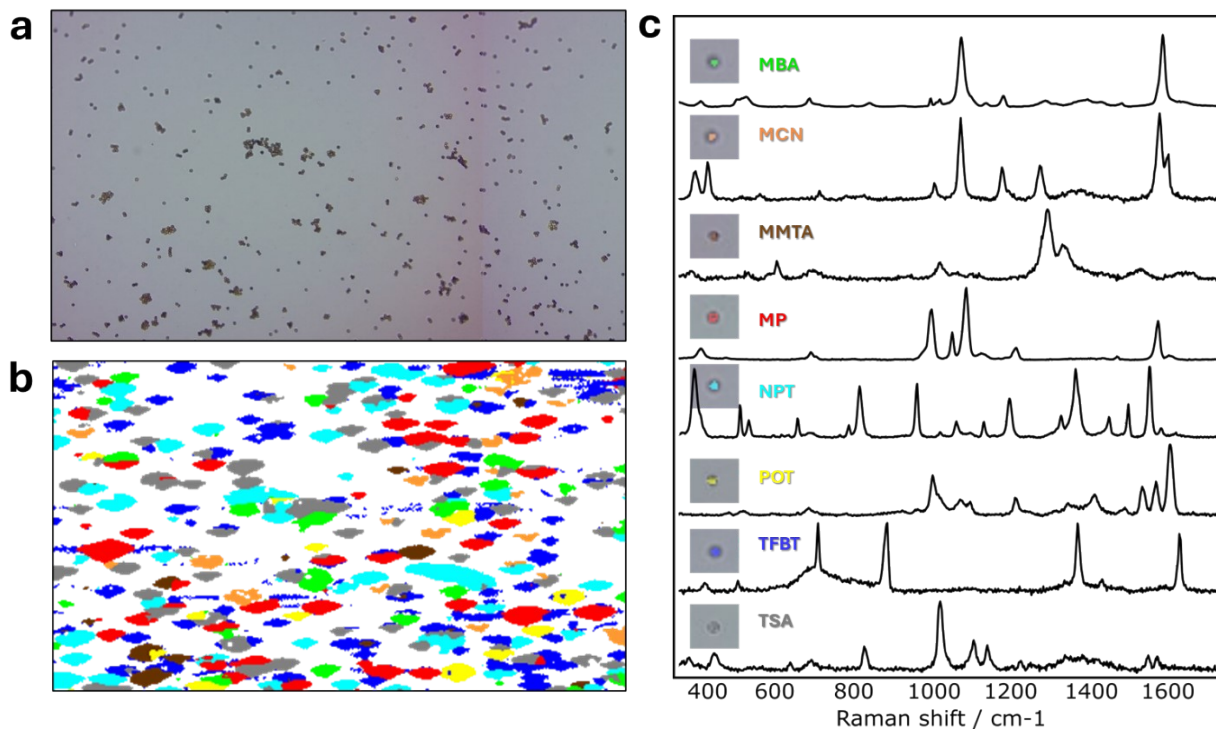 a
b
c
MBA
MCN
MMTA
MP
NPT
POT
TFBT
TSA
400 600 800 1000 1200 1400 1600
Raman shift / cm-1